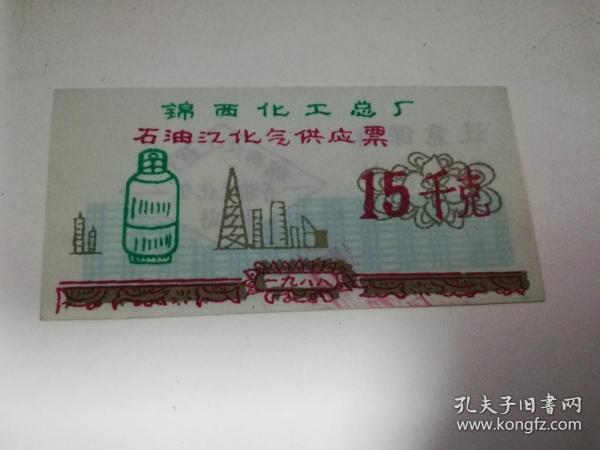 锦西化工总厂
石油江化气供应票
15千克
一九八八
孔夫子旧书网
www.kongfz.com